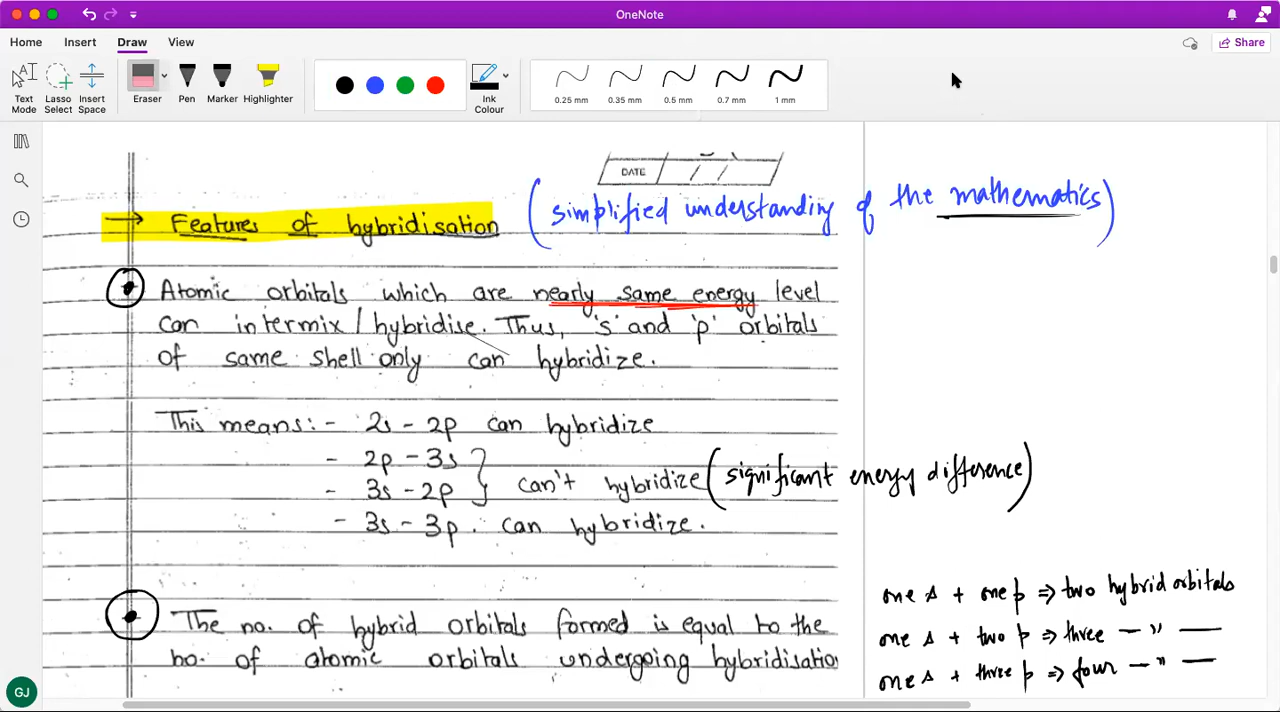 OneNote
Home Insert Draw View
Share
Text Mode
Lasso Select
Insert Space
Eraser
Pen
Marker
Highlighter
Ink Colour
0.25 mm
0.35 mm
0.5 mm
0.7 mm
1 mm
DATE
→ Features of hybridisation (simplified understanding of the mathematics)
Atomic orbitals which are nearly same energy level
can intermix / hybridise. Thus, 's' and 'p' orbitals
of same shell only can hybridize.
This means:- - 2s - 2p can hybridize
- 2p - 3s
- 3s - 2p } can't hybridize (significant energy difference)
- 3s - 3p. can hybridize.
one s + one p ⇒ two hybrid orbitals
The no. of hybrid orbitals formed is equal to the
one s + two p ⇒ three — " —
no. of atomic orbitals undergoing hybridisatio
one s + three p ⇒ four — " —
GJ